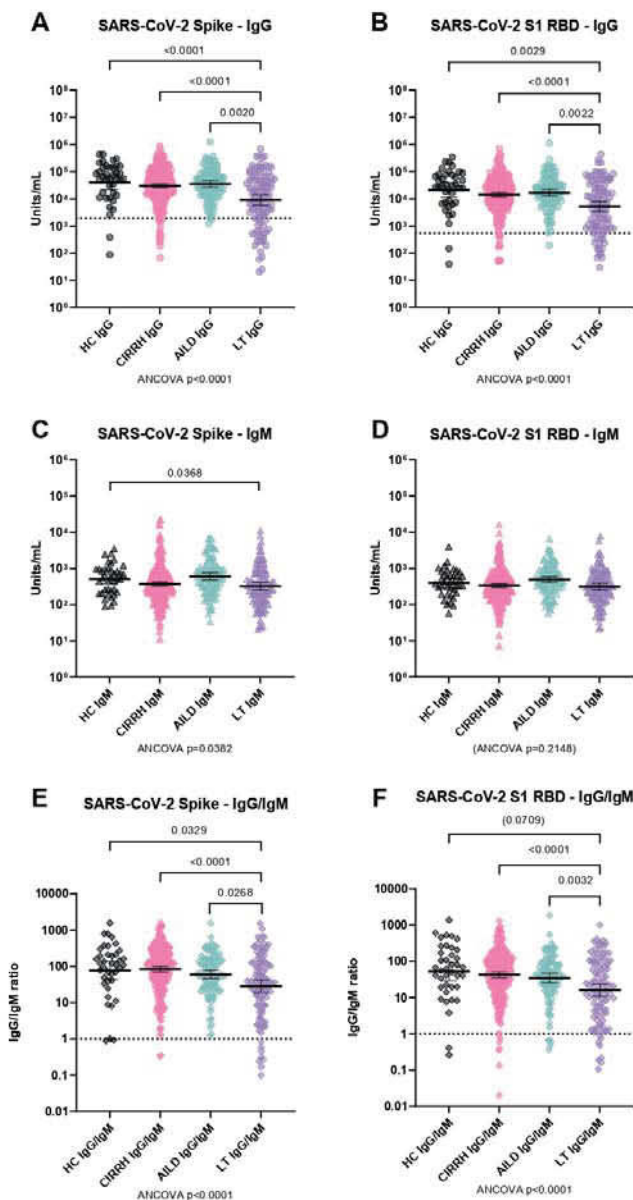 A
SARS-CoV-2 Spike - IgG
<0.0001
<0.0001
0.0020
10⁸
10⁷
10⁶
10⁵
10⁴
10³
10²
10¹
10⁰
Units/mL
HC IgG
CIRRH IgG
AILD IgG
LT IgG
ANCOVA p<0.0001
B
SARS-CoV-2 S1 RBD - IgG
0.0029
<0.0001
0.0022
10⁸
10⁷
10⁶
10⁵
10⁴
10³
10²
10¹
10⁰
Units/mL
HC IgG
CIRRH IgG
AILD IgG
LT IgG
ANCOVA p<0.0001
C
SARS-CoV-2 Spike - IgM
0.0368
10⁶
10⁵
10⁴
10³
10²
10¹
10⁰
Units/mL
HC IgM
CIRRH IgM
AILD IgM
LT IgM
ANCOVA p=0.0382
D
SARS-CoV-2 S1 RBD - IgM
10⁶
10⁵
10⁴
10³
10²
10¹
10⁰
Units/mL
HC IgM
CIRRH IgM
AILD IgM
LT IgM
(ANCOVA p=0.2148)
E
SARS-CoV-2 Spike - IgG/IgM
0.0329
<0.0001
0.0268
10000
1000
100
10
1
0.1
0.01
IgG/IgM ratio
HC IgG/IgM
CIRRH IgG/IgM
AILD IgG/IgM
LT IgG/IgM
ANCOVA p<0.0001
F
SARS-CoV-2 S1 RBD - IgG/IgM
(0.0709)
<0.0001
0.0032
10000
1000
100
10
1
0.1
0.01
IgG/IgM ratio
HC IgG/IgM
CIRRH IgG/IgM
AILD IgG/IgM
LT IgG/IgM
ANCOVA p<0.0001